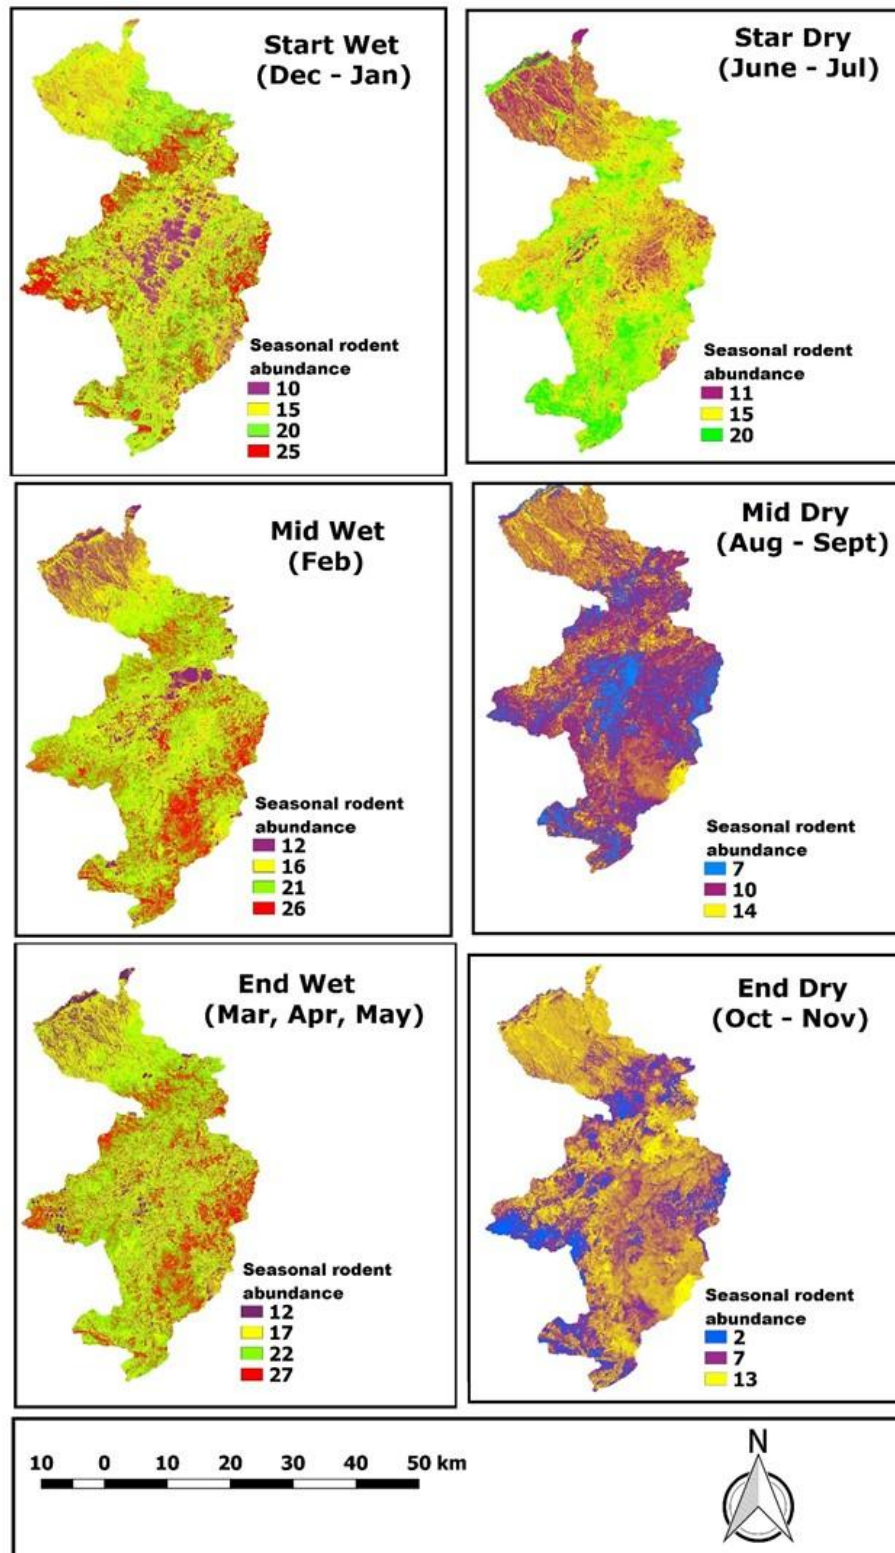 Start Wet
(Dec - Jan)
Seasonal rodent
abundance
10
15
20
25
Star Dry
(June - Jul)
Seasonal rodent
abundance
11
15
20
Mid Wet
(Feb)
Seasonal rodent
abundance
12
16
21
26
Mid Dry
(Aug - Sept)
Seasonal rodent
abundance
7
10
14
End Wet
(Mar, Apr, May)
Seasonal rodent
abundance
12
17
22
27
End Dry
(Oct - Nov)
Seasonal rodent
abundance
2
7
13
10 0 10 20 30 40 50 km
N